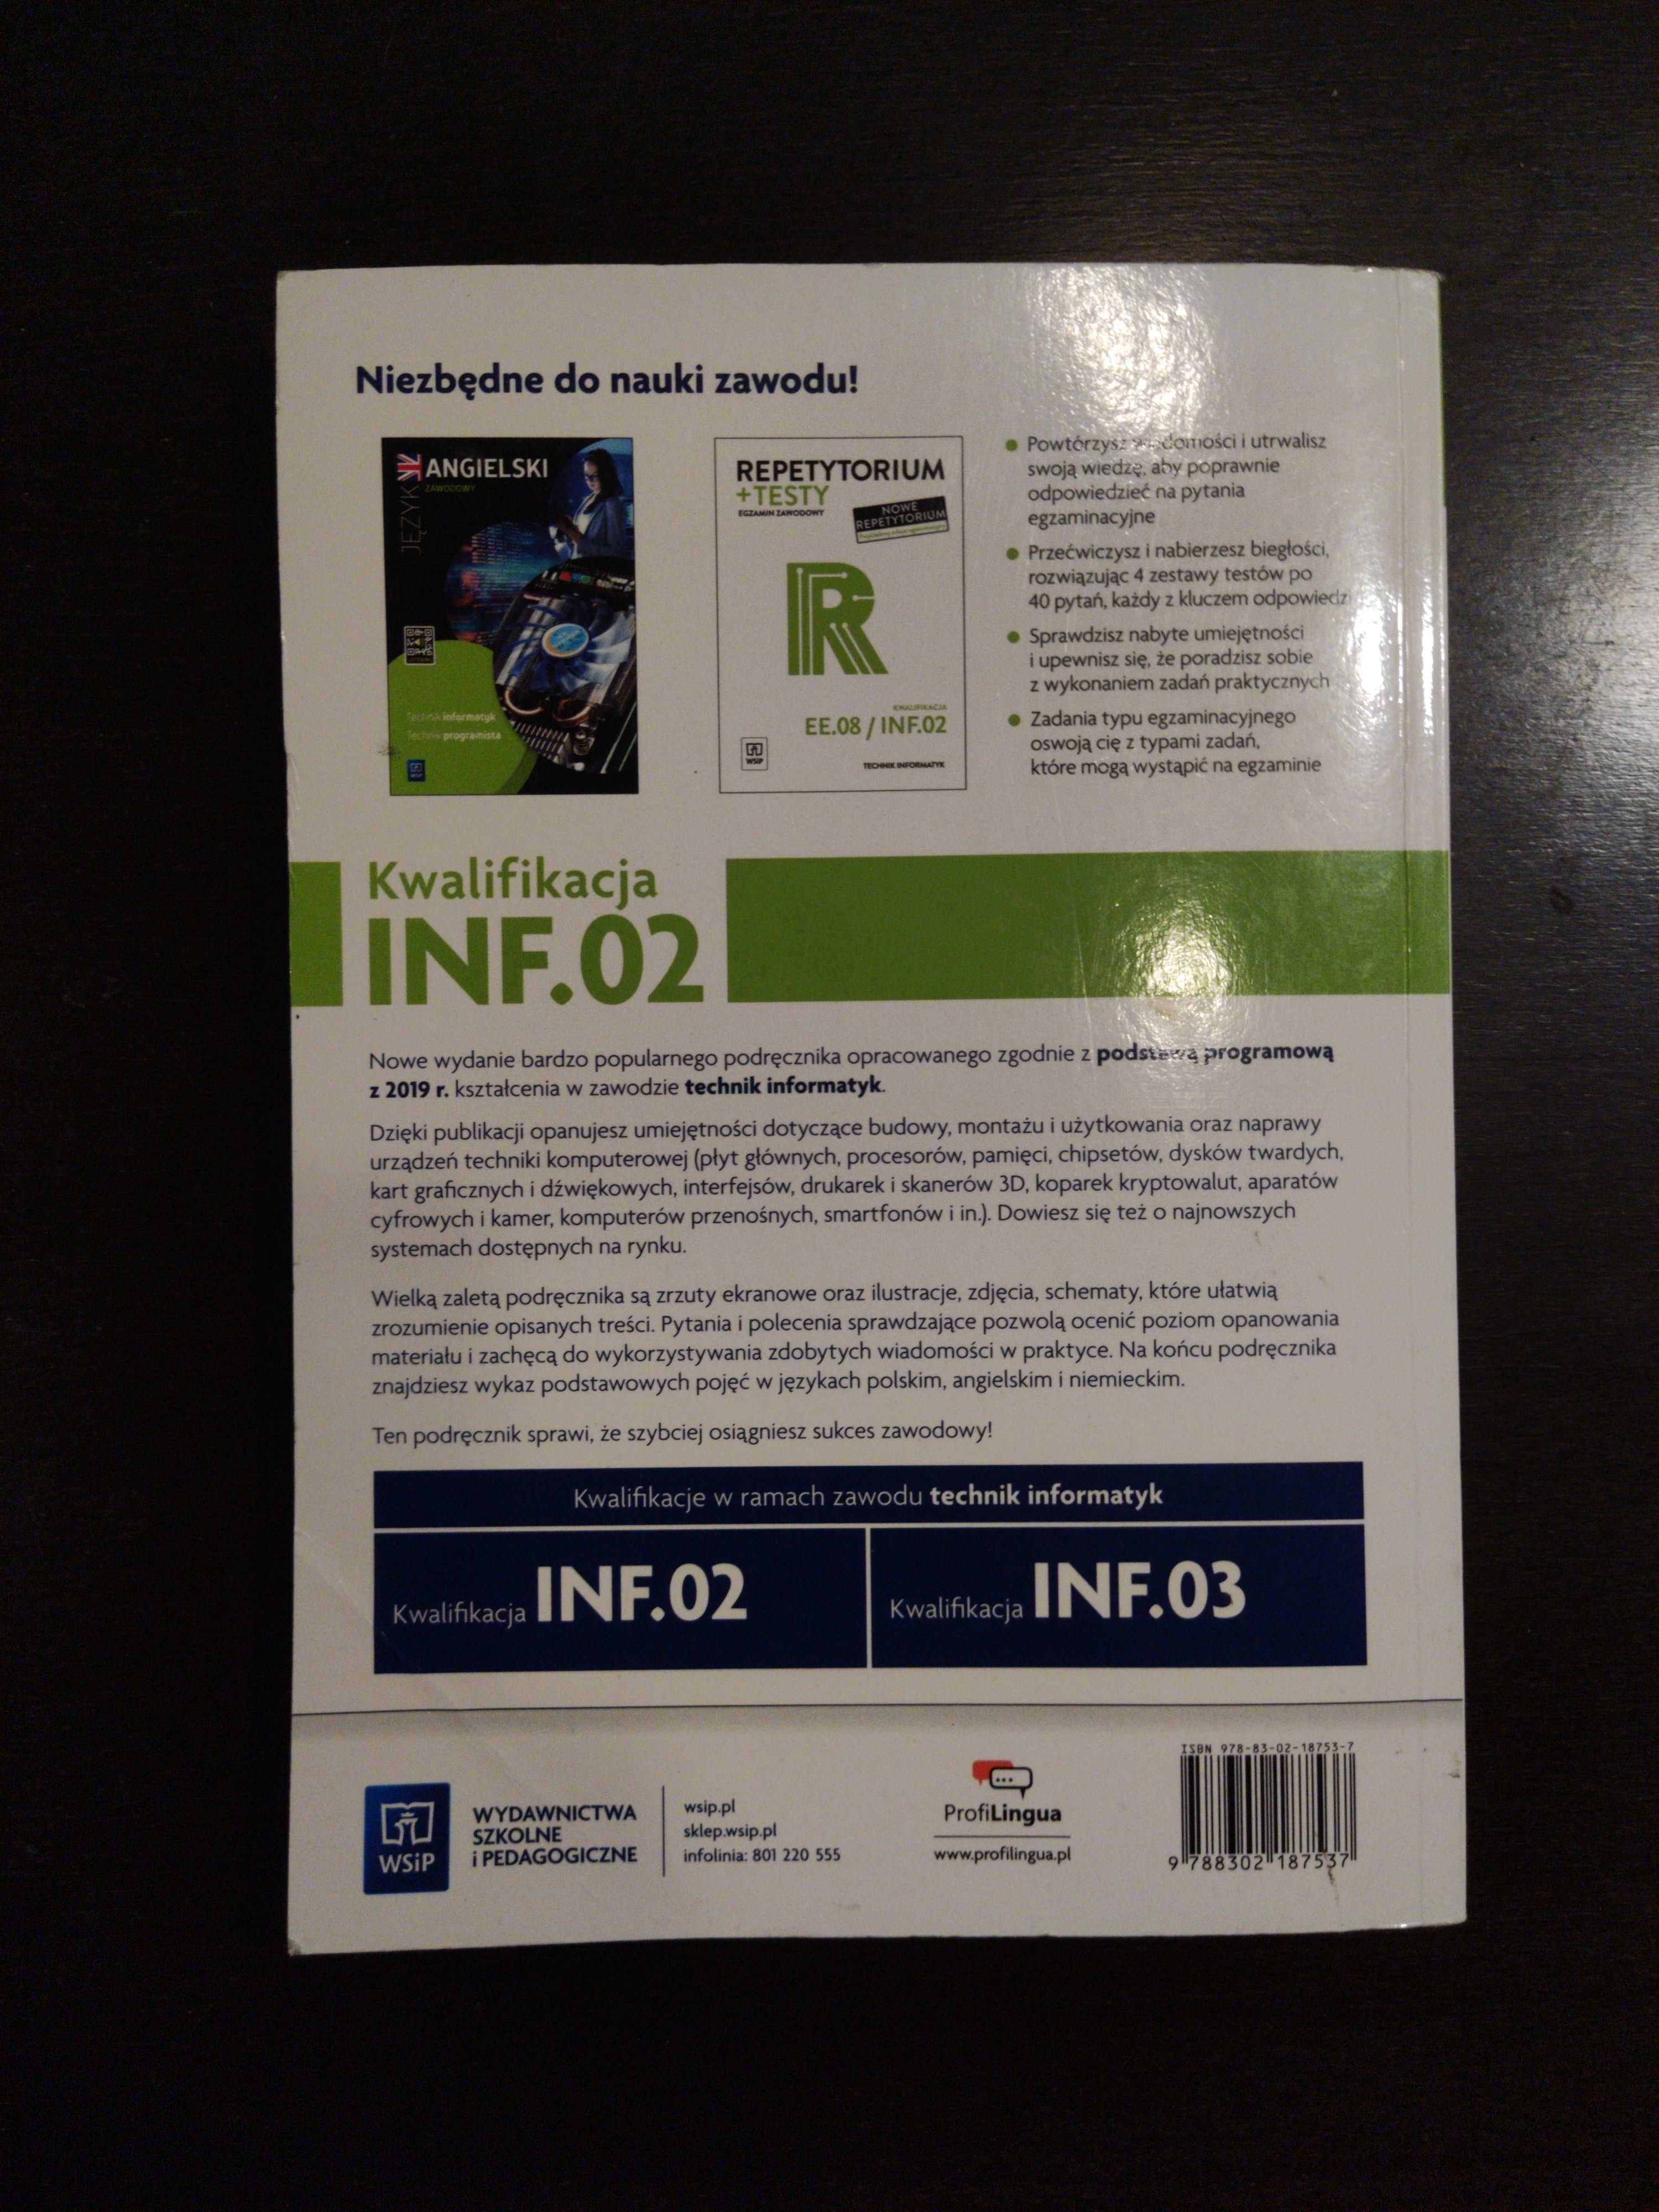 Niezbędne do nauki zawodu!
JĘZYK
ANGIELSKI
ZAWODOWY
Technik informatyk
Technik programista
REPETYTORIUM
+TESTY
EGZAMIN ZAWODOWY
NOWE
REPETYTORIUM
KWALIFIKACJA
EE.08 / INF.02
WSiP
TECHNIK INFORMATYK
Powtórzysz wiadomości i utrwalisz
swoją wiedzę, aby poprawnie
odpowiedzieć na pytania
egzaminacyjne
Przećwiczysz i nabierzesz biegłości,
rozwiązując 4 zestawy testów po
40 pytań, każdy z kluczem odpowiedz
Sprawdzisz nabyte umiejętności
i upewnisz się, że poradzisz sobie
z wykonaniem zadań praktycznych
Zadania typu egzaminacyjnego
oswoją cię z typami zadań,
które mogą wystąpić na egzaminie
Kwalifikacja
INF.02
Nowe wydanie bardzo popularnego podręcznika opracowanego zgodnie z podstawą programową
z 2019 r. kształcenia w zawodzie technik informatyk.
Dzięki publikacji opanujesz umiejętności dotyczące budowy, montażu i użytkowania oraz naprawy
urządzeń techniki komputerowej (płyt głównych, procesorów, pamięci, chipsetów, dysków twardych,
kart graficznych i dźwiękowych, interfejsów, drukarek i skanerów 3D, koparek kryptowalut, aparatów
cyfrowych i kamer, komputerów przenośnych, smartfonów i in.). Dowiesz się też o najnowszych
systemach dostępnych na rynku.
Wielką zaletą podręcznika są zrzuty ekranowe oraz ilustracje, zdjęcia, schematy, które ułatwią
zrozumienie opisanych treści. Pytania i polecenia sprawdzające pozwolą ocenić poziom opanowania
materiału i zachęcą do wykorzystywania zdobytych wiadomości w praktyce. Na końcu podręcznika
znajdziesz wykaz podstawowych pojęć w językach polskim, angielskim i niemieckim.
Ten podręcznik sprawi, że szybciej osiągniesz sukces zawodowy!
Kwalifikacje w ramach zawodu technik informatyk
Kwalifikacja INF.02
Kwalifikacja INF.03
WSiP
WYDAWNICTWA
SZKOLNE
i PEDAGOGICZNE
wsip.pl
sklep.wsip.pl
infolinia: 801 220 555
ProfiLingua
www.profilingua.pl
ISBN 978-83-02-18753-7
9 788302 187537